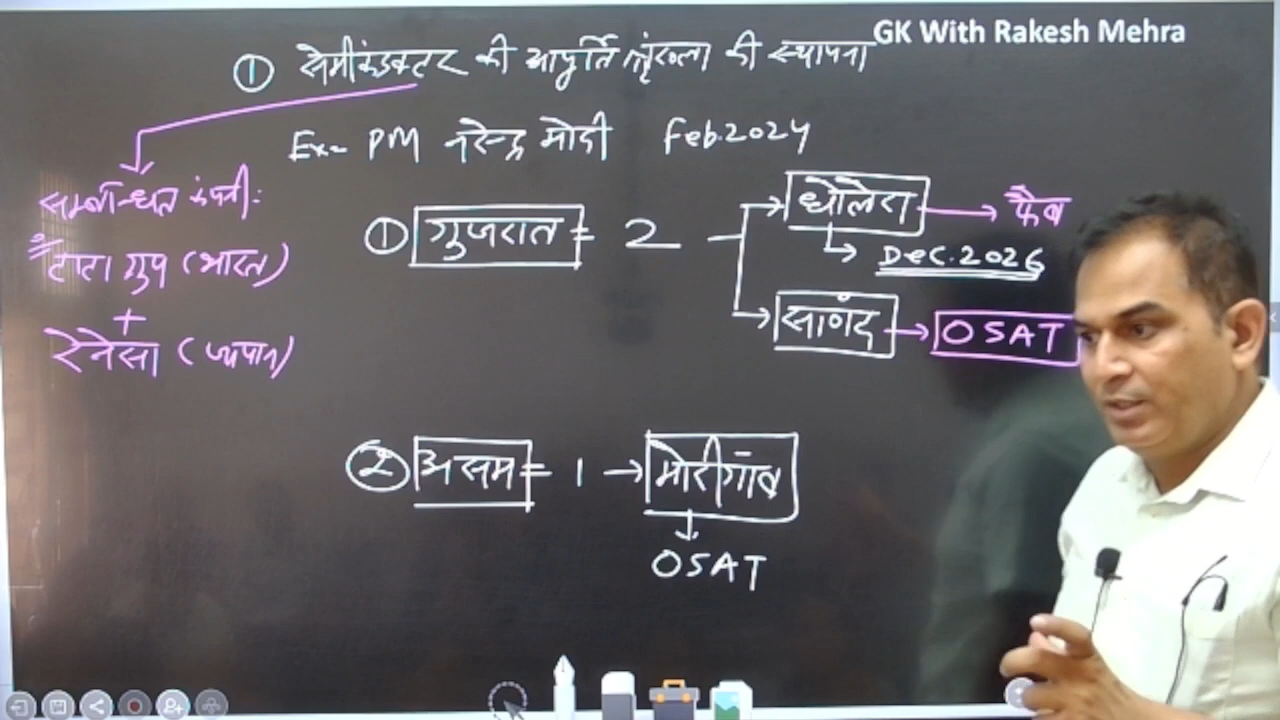 GK With Rakesh Mehra
① सेमीकंडक्टर की आपूर्ति श्रृंखला की स्थापना
Ex- PM नरेन्द्र मोदी Feb.2024
सम्बन्धित कंपनी:
टाटा ग्रुप (भारत)
+
रेनेसा (जापान)
① गुजरात = 2
धोलेरा → फैब
Dec.2026
साणंद → OSAT
② असम = 1 → मोरीगांव
OSAT